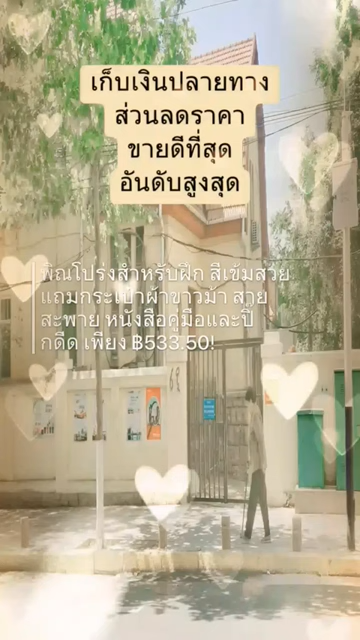 เก็บเงินปลายทาง
ส่วนลดราคา
ขายดีที่สุด
อันดับสูงสุด
พิณโปร่งสำหรับฝึก สีเข้มสวย
แถมกระเป๋าผ้าขาวม้า สาย
สะพาย หนังสือคู่มือและปิ๊
กดีด เพียง ฿533.50!
69